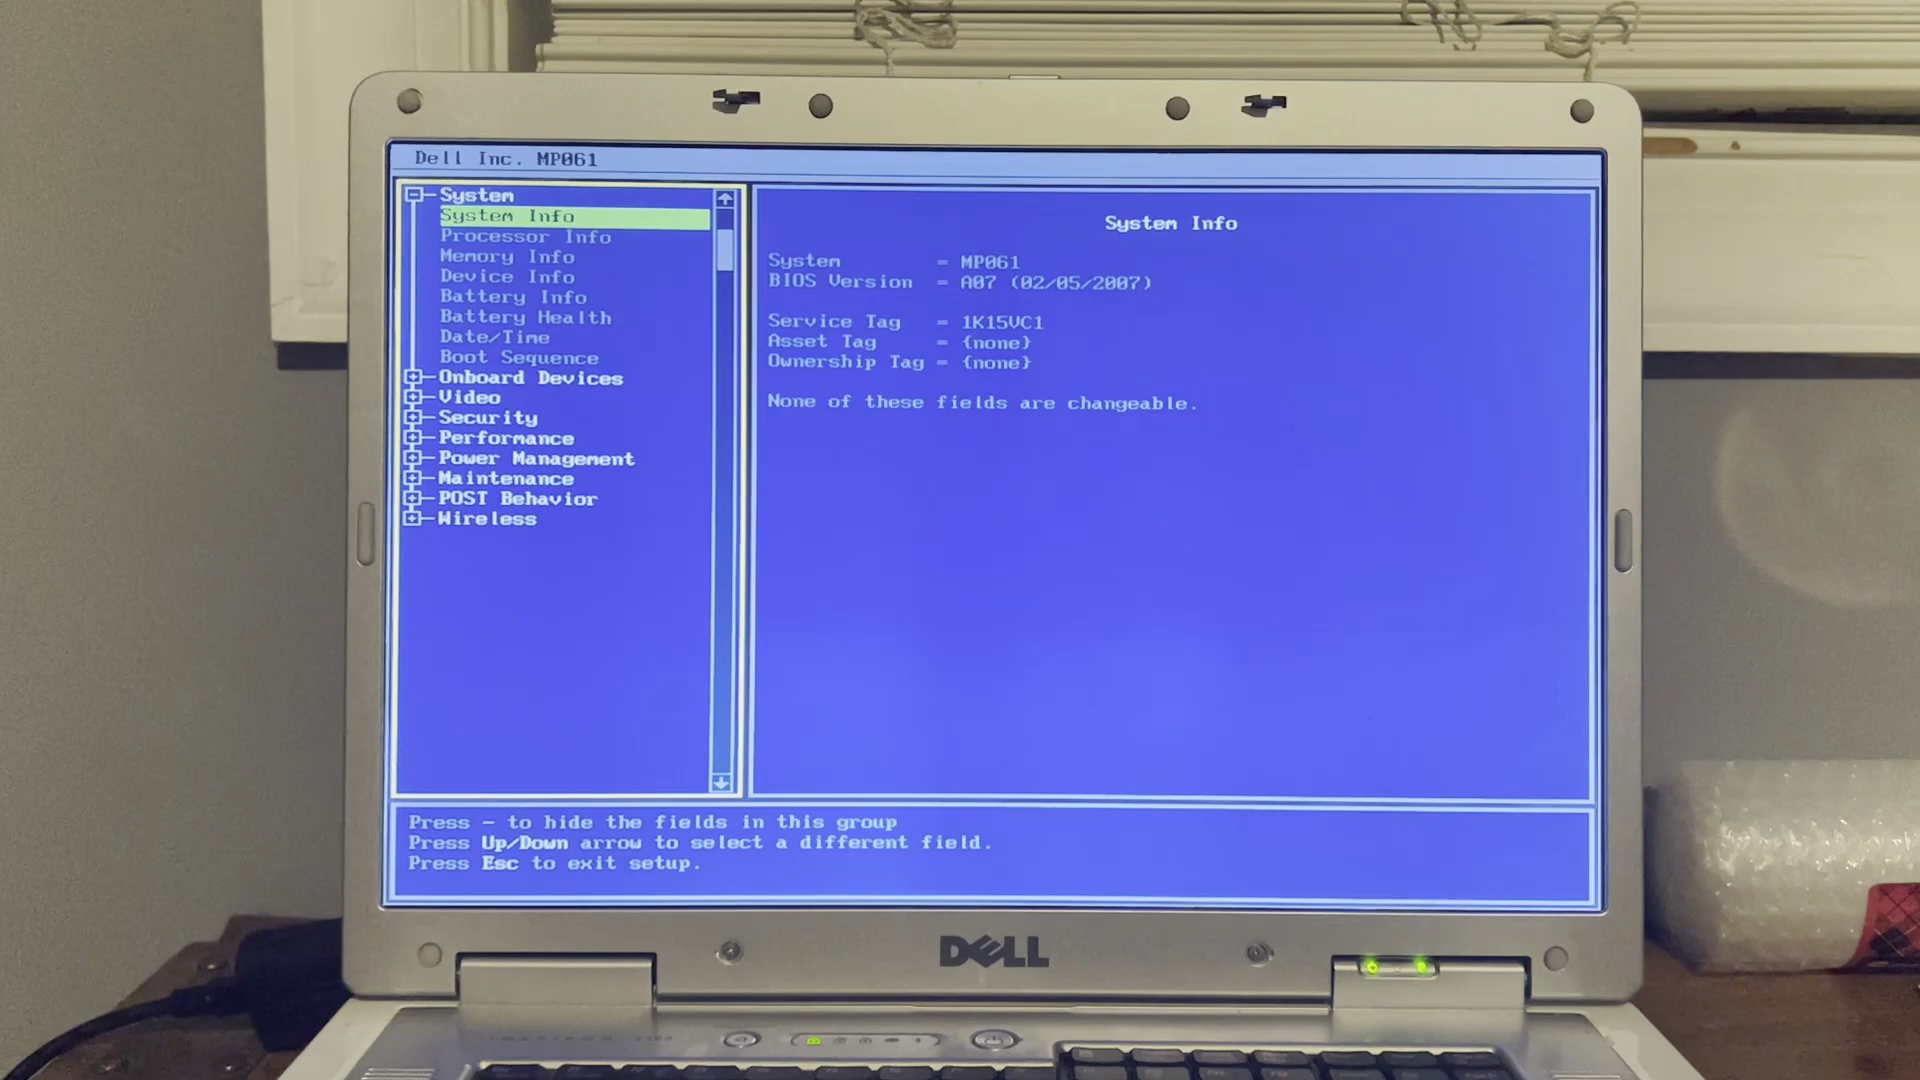 Dell Inc. MP061
System
System Info
Processor Info
Memory Info
Device Info
Battery Info
Battery Health
Date/Time
Boot Sequence
Onboard Devices
Video
Security
Performance
Power Management
Maintenance
POST Behavior
Wireless
System Info
System = MP061
BIOS Version = A07 (02/05/2007)
Service Tag = 1K15VC1
Asset Tag = {none}
Ownership Tag = {none}
None of these fields are changeable.
Press - to hide the fields in this group
Press Up/Down arrow to select a different field.
Press Esc to exit setup.
DELL